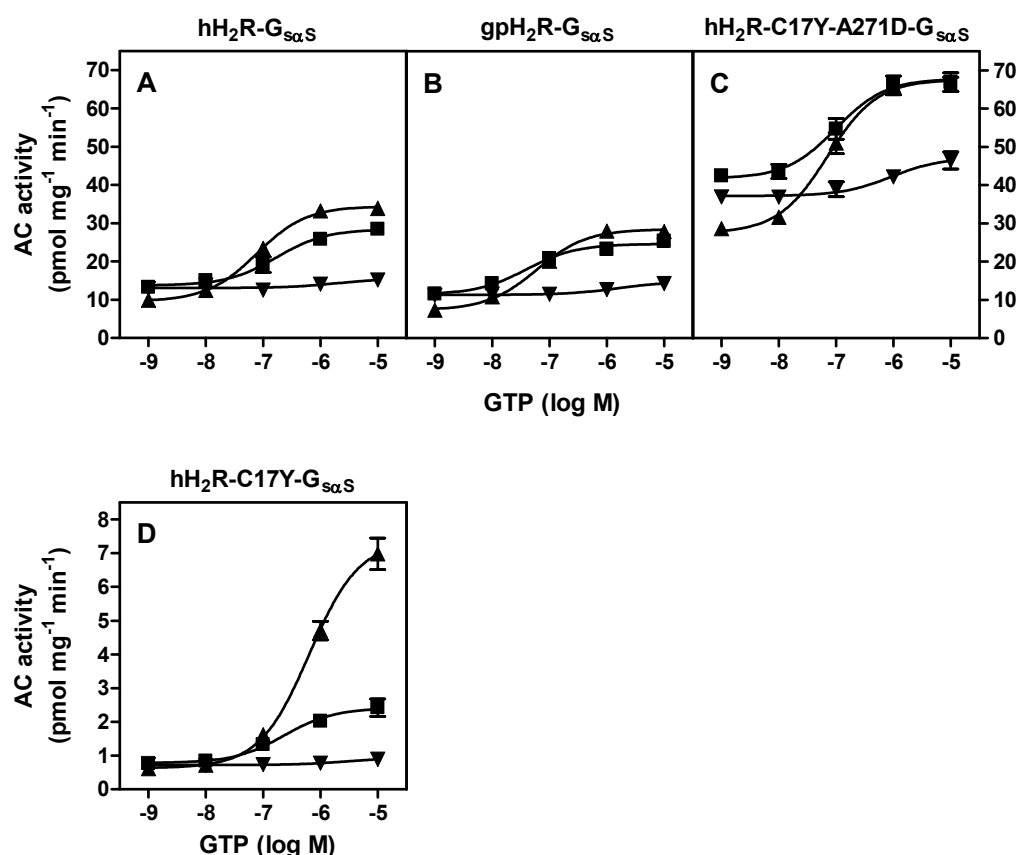 hH₂R-GsαS gpH₂R-GsαS hH₂R-C17Y-A271D-GsαS
A B C
AC activity
(pmol mg⁻¹ min⁻¹)
70 70
60 60
50 50
40 40
30 30
20 20
10 10
0 0
-9 -8 -7 -6 -5 -9 -8 -7 -6 -5 -9 -8 -7 -6 -5
GTP (log M)
hH₂R-C17Y-GsαS
D
AC activity
(pmol mg⁻¹ min⁻¹)
8
7
6
5
4
3
2
1
0
-9 -8 -7 -6 -5
GTP (log M)